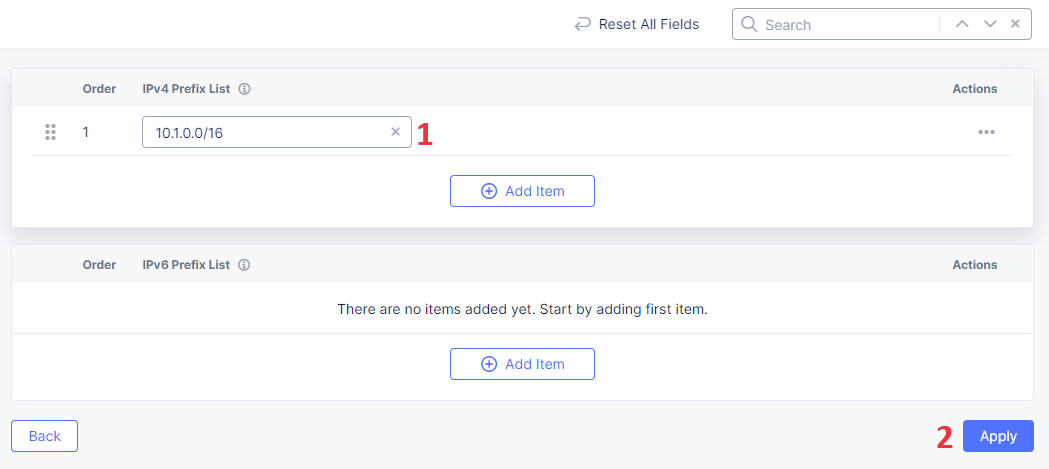 Reset All Fields Search
Order IPv4 Prefix List Actions
1 10.1.0.0/16 1
Add Item
Order IPv6 Prefix List Actions
There are no items added yet. Start by adding first item.
Add Item
Back 2 Apply